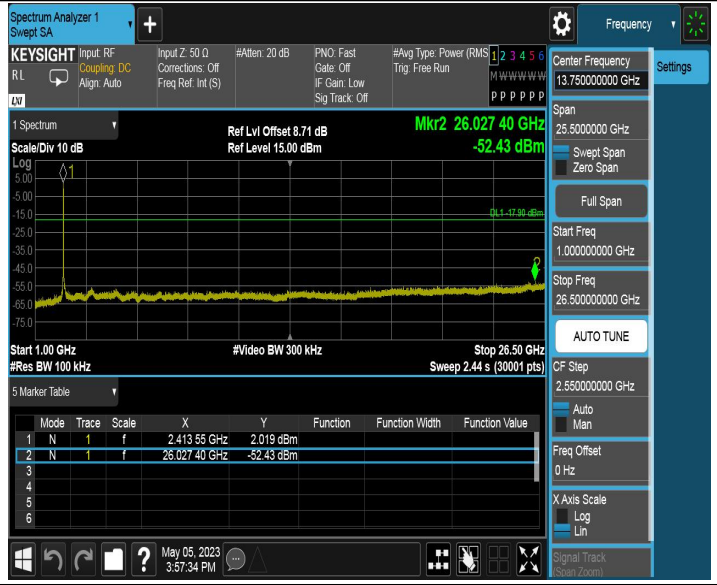 Spectrum Analyzer 1
Swept SA
Frequency
KEYSIGHT
RL
LXI
Input: RF
Coupling: DC
Align: Auto
Input Z: 50 Ω
Corrections: Off
Freq Ref: Int (S)
#Atten: 20 dB
PNO: Fast
Gate: Off
IF Gain: Low
Sig Track: Off
#Avg Type: Power (RMS
Trig: Free Run
1 2 3 4 5 6
M W W W W W
P P P P P P
Center Frequency
13.750000000 GHz
Settings
Span
25.5000000 GHz
Swept Span
Zero Span
Full Span
Start Freq
1.000000000 GHz
Stop Freq
26.500000000 GHz
AUTO TUNE
CF Step
2.550000000 GHz
Auto
Man
Freq Offset
0 Hz
X Axis Scale
Log
Lin
Signal Track
(Span Zoom)
1 Spectrum
Scale/Div 10 dB
Ref Lvl Offset 8.71 dB
Ref Level 15.00 dBm
Mkr2 26.027 40 GHz
-52.43 dBm
Log
5.00
-5.00
-15.0
-25.0
-35.0
-45.0
-55.0
-65.0
-75.0
1
DL1 -17.90 dBm
2
Start 1.00 GHz
#Res BW 100 kHz
#Video BW 300 kHz
Stop 26.50 GHz
Sweep 2.44 s (30001 pts)
5 Marker Table
Mode Trace Scale X Y Function Function Width Function Value
1 N 1 f 2.413 55 GHz 2.019 dBm
2 N 1 f 26.027 40 GHz -52.43 dBm
3
4
5
6
?
May 05, 2023
3:57:34 PM